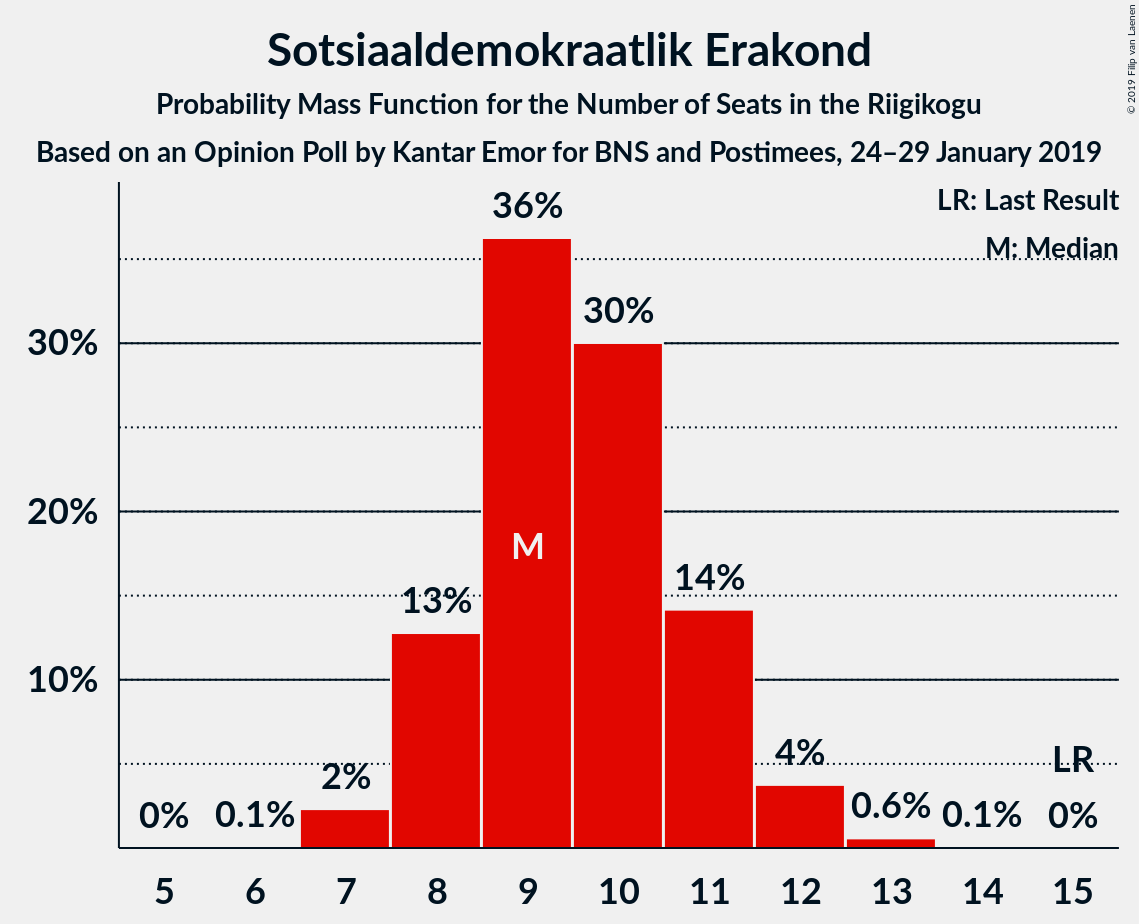 Sotsiaaldemokraatlik Erakond
Probability Mass Function for the Number of Seats in the Riigikogu
Based on an Opinion Poll by Kantar Emor for BNS and Postimees, 24–29 January 2019
© 2019 Filip van Laenen
LR: Last Result
M: Median
36%
30%
30%
20%
M
14%
13%
10%
4%
LR
2%
0%
0.1%
0.6%
0.1%
0%
5 6 7 8 9 10 11 12 13 14 15